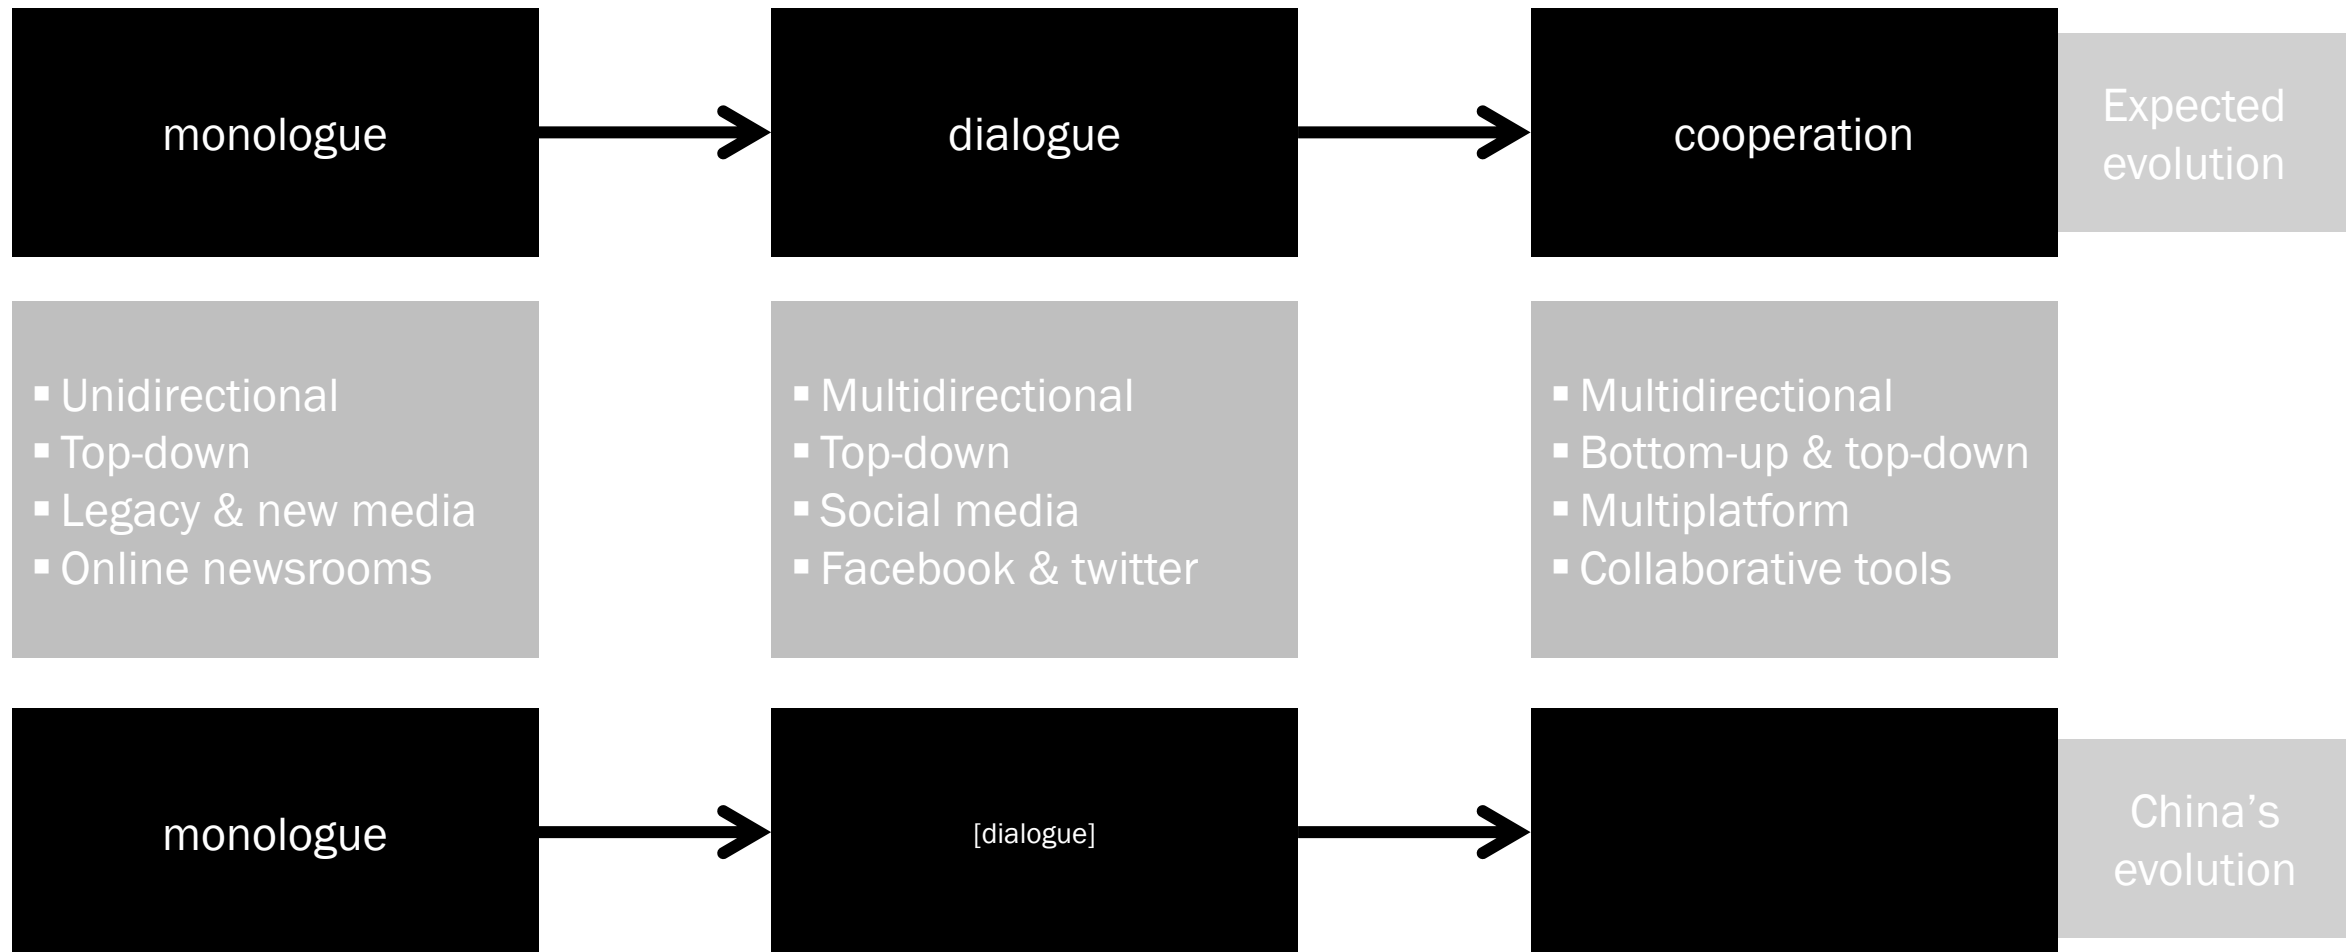 monologue
dialogue
cooperation
Expected
evolution
▪ Unidirectional
▪ Top-down
▪ Legacy & new media
▪ Online newsrooms
▪ Multidirectional
▪ Top-down
▪ Social media
▪ Facebook & twitter
▪ Multidirectional
▪ Bottom-up & top-down
▪ Multiplatform
▪ Collaborative tools
monologue
[dialogue]
China’s
evolution